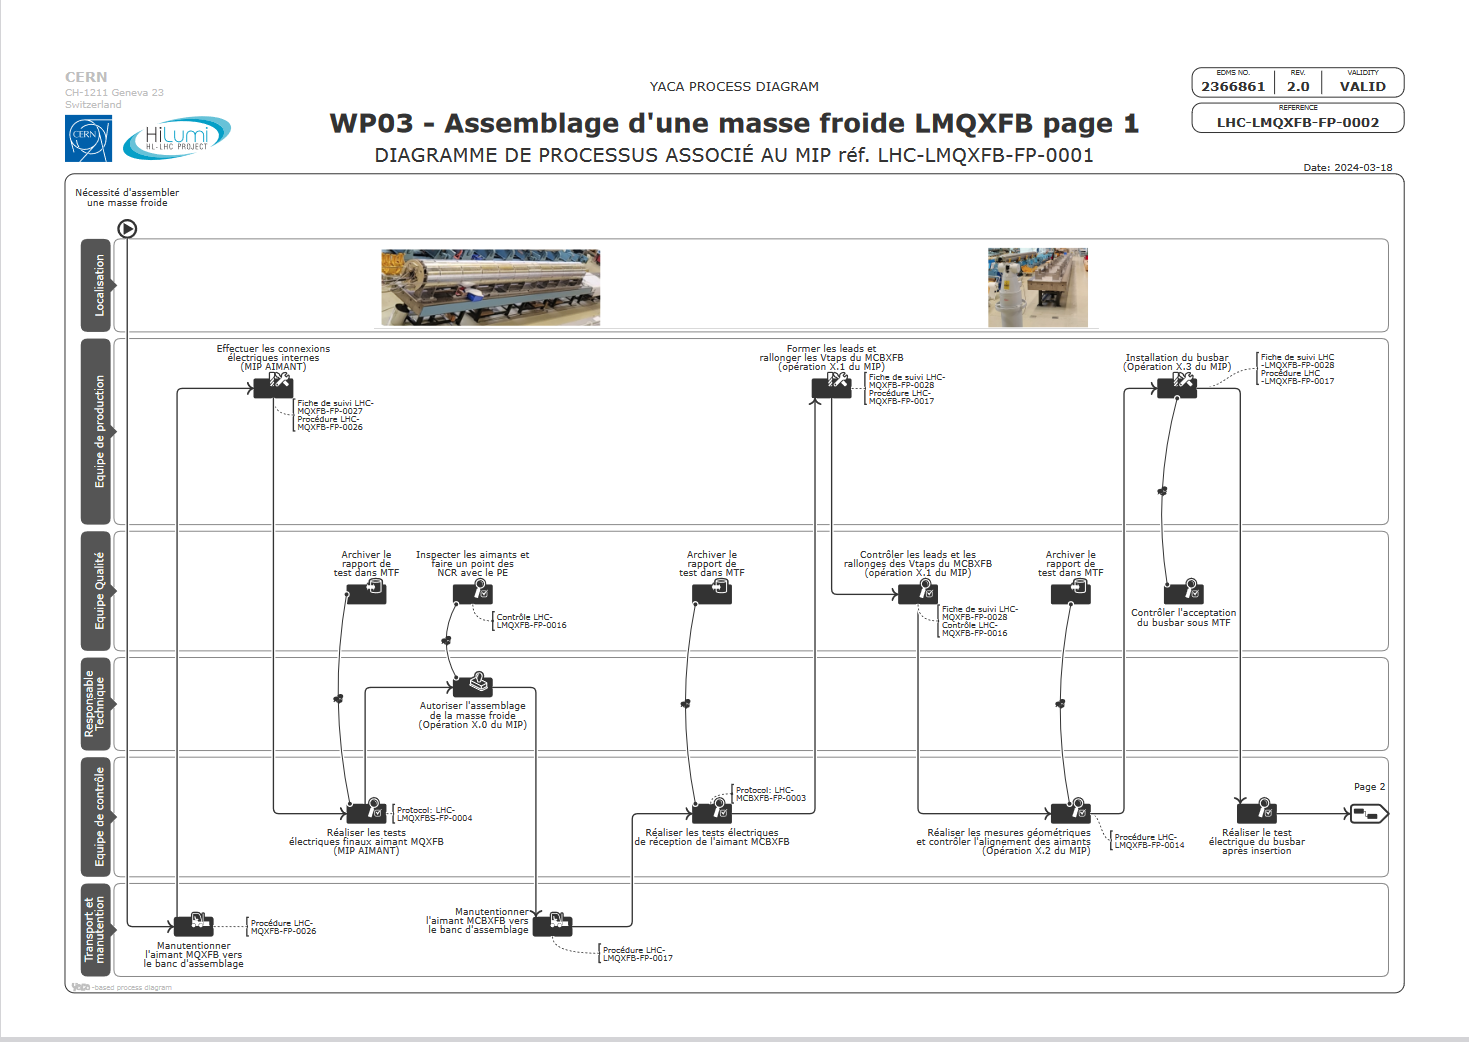 CERN
CH-1211 Geneva 23
Switzerland
CERN
HiLumi
HL-LHC PROJECT
YACA PROCESS DIAGRAM
WP03 - Assemblage d'une masse froide LMQXFB page 1
DIAGRAMME DE PROCESSUS ASSOCIÉ AU MIP réf. LHC-LMQXFB-FP-0001
EDMS NO.
REV.
VALIDITY
2366861
2.0
VALID
REFERENCE
LHC-LMQXFB-FP-0002
Date: 2024-03-18
Nécessité d'assembler
une masse froide
Localisation
Equipe de production
Effectuer les connexions
électriques internes
(MIP AIMANT)
Fiche de suivi LHC-
MQXFB-FP-0027
Procédure LHC-
MQXFB-FP-0026
Former les leads et
rallonger les Vtaps du MCBXFB
(opération X.1 du MIP)
Fiche de suivi LHC-
MQXFB-FP-0028
Procédure LHC-
MQXFB-FP-0017
Installation du busbar
(Opération X.3 du MIP)
Fiche de suivi LHC
-LMQXFB-FP-0028
Procédure LHC
-LMQXFB-FP-0017
Equipe Qualité
Archiver le
rapport de
test dans MTF
Inspecter les aimants et
faire un point des
NCR avec le PE
Contrôle LHC-
LMQXFB-FP-0016
Archiver le
rapport de
test dans MTF
Contrôler les leads et les
rallonges des Vtaps du MCBXFB
(opération X.1 du MIP)
Fiche de suivi LHC-
MQXFB-FP-0028
Contrôle LHC-
MQXFB-FP-0016
Archiver le
rapport de
test dans MTF
Contrôler l'acceptation
du busbar sous MTF
Responsable
Technique
Autoriser l'assemblage
de la masse froide
(Opération X.0 du MIP)
Equipe de contrôle
Protocol: LHC-
LMQXFBS-FP-0004
Réaliser les tests
électriques finaux aimant MQXFB
(MIP AIMANT)
Protocol: LHC-
MCBXFB-FP-0003
Réaliser les tests électriques
de réception de l'aimant MCBXFB
Réaliser les mesures géométriques
et contrôler l'alignement des aimants
(Opération X.2 du MIP)
Procédure LHC-
LMQXFB-FP-0014
Réaliser le test
électrique du busbar
après insertion
Page 2
Transport et
manutention
Manutentionner
l'aimant MQXFB vers
le banc d'assemblage
Procédure LHC-
MQXFB-FP-0026
Manutentionner
l'aimant MCBXFB vers
le banc d'assemblage
Procédure LHC-
LMQXFB-FP-0017
yaca -based process diagram